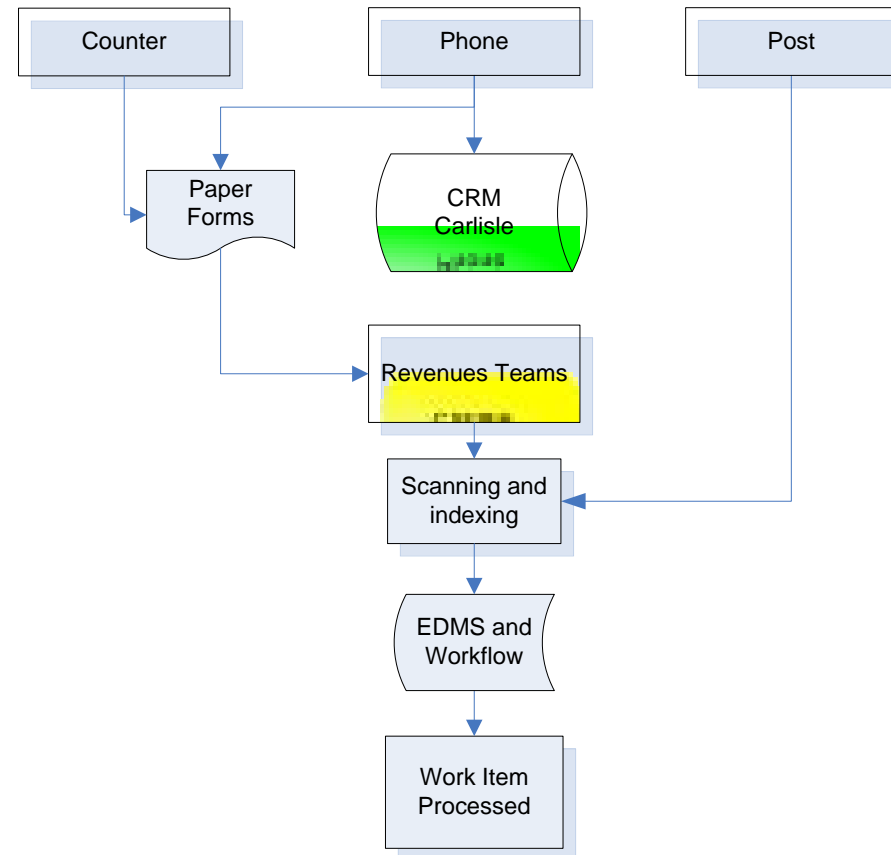 Counter
Phone
Post
Paper
Forms
CRM
Carlisle
Revenues Teams
Scanning and
indexing
EDMS and
Workflow
Work Item
Processed